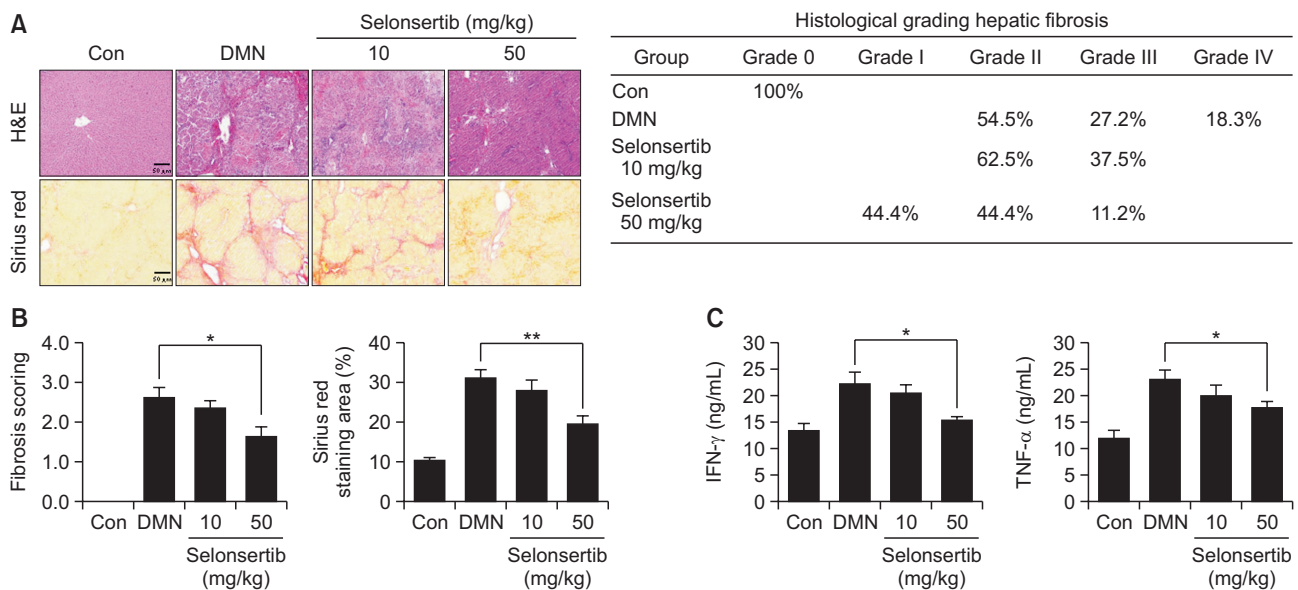 A
Selonsertib (mg/kg)
Con DMN 10 50
H&E
50 μm
Sirius red
50 μm
Histological grading hepatic fibrosis
Group Grade 0 Grade I Grade II Grade III Grade IV
Con 100%
DMN 54.5% 27.2% 18.3%
Selonsertib
10 mg/kg 62.5% 37.5%
Selonsertib
50 mg/kg 44.4% 44.4% 11.2%
B
Fibrosis scoring
4.0
3.0
2.0
1.0
0.0
*
Con DMN 10 50
Selonsertib
(mg/kg)
Sirius red
staining area (%)
40
30
20
10
0
**
Con DMN 10 50
Selonsertib
(mg/kg)
C
IFN-γ (ng/mL)
30
25
20
15
10
5
0
*
Con DMN 10 50
Selonsertib
(mg/kg)
TNF-α (ng/mL)
30
25
20
15
10
5
0
*
Con DMN 10 50
Selonsertib
(mg/kg)